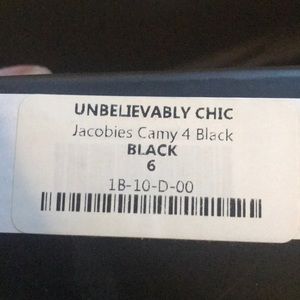 UNBELIEVABLY CHIC
Jacobies Camy 4 Black
BLACK
6
1B-10-D-00